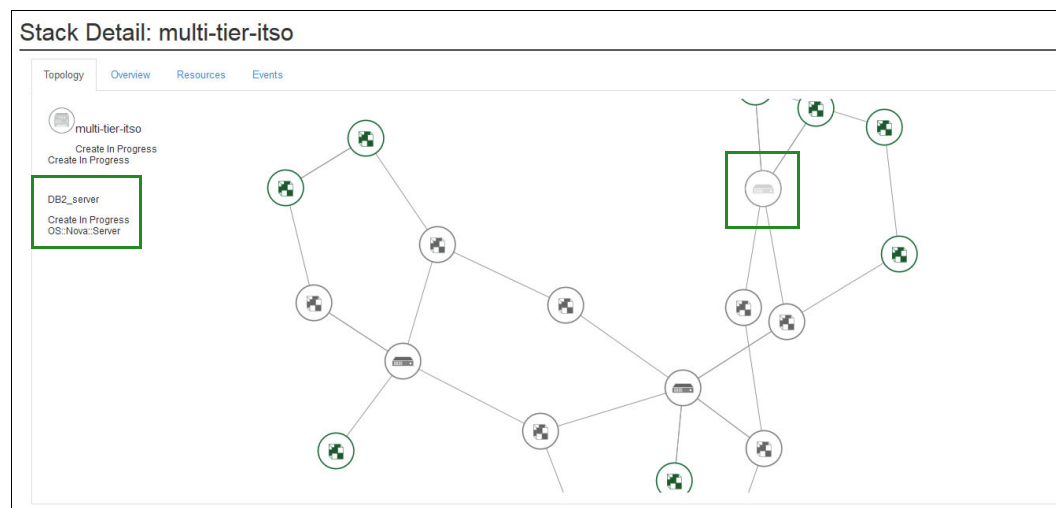 Stack Detail: multi-tier-itso
Topology Overview Resources Events
multi-tier-itso
Create In Progress
Create In Progress
DB2_server
Create In Progress
OS::Nova::Server